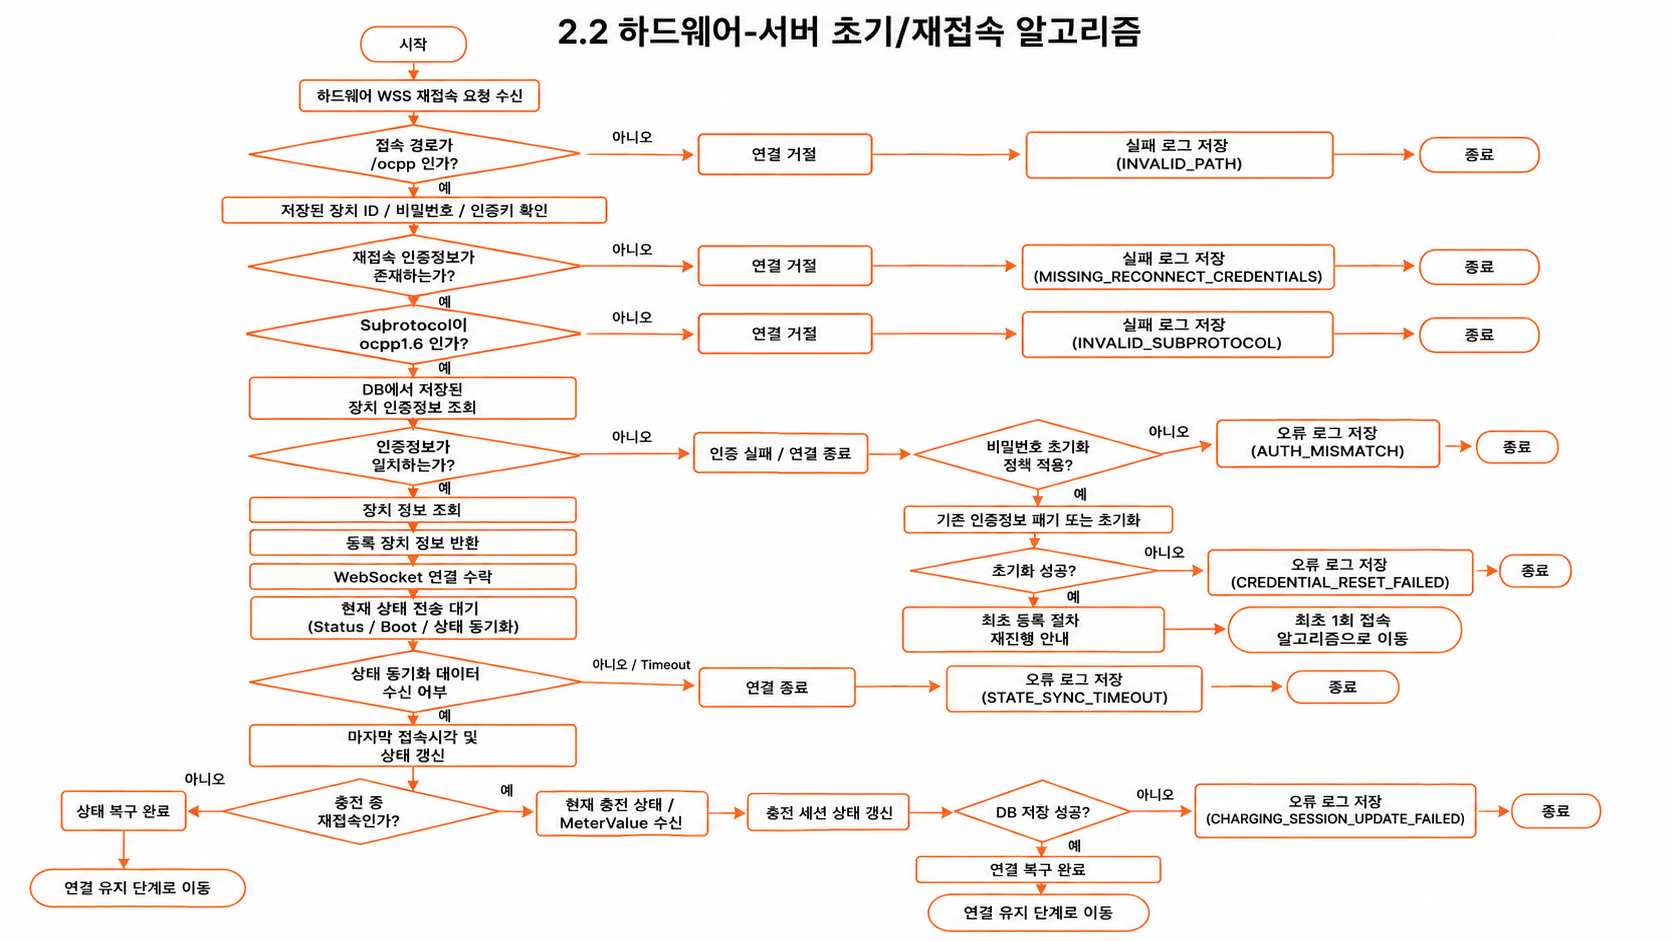 2.2 하드웨어-서버 초기/재접속 알고리즘
시작
하드웨어 WSS 재접속 요청 수신
접속 경로가
/ocpp 인가?
아니오
연결 거절
실패 로그 저장
(INVALID_PATH)
종료
예
저장된 장치 ID / 비밀번호 / 인증키 확인
재접속 인증정보가
존재하는가?
아니오
연결 거절
실패 로그 저장
(MISSING_RECONNECT_CREDENTIALS)
종료
예
Subrotocol이
ocpp1.6 인가?
아니오
연결 거절
실패 로그 저장
(INVALID_SUBPROTOCOL)
종료
예
DB에서 저장된
장치 인증정보 조회
인증정보가
일치하는가?
아니오
인증 실패 / 연결 종료
비밀번호 초기화
정책 적용?
아니오
오류 로그 저장
(AUTH_MISMATCH)
종료
예
기존 인증정보 패기 또는 초기화
초기화 성공?
아니오
오류 로그 저장
(CREDENTIAL_RESET_FAILED)
종료
예
최초 등록 절차
재진행 안내
최초 1회 접속
알고리즘으로 이동
예
장치 정보 조회
동록 장치 정보 반환
WebSocket 연결 수락
현재 상태 전송 대기
(Status / Boot / 상태 동기화)
상태 동기화 데이터
수신 어부
아니오 / Timeout
연결 종료
오류 로그 저장
(STATE_SYNC_TIMEOUT)
종료
예
마지막 접속시각 및
상태 갱신
충전 종
재접속인가?
아니오
상태 복구 완료
연결 유지 단계로 이동
예
현재 충전 상태 /
MeterValue 수신
충전 세션 상태 갱신
DB 저장 성공?
아니오
오류 로그 저장
(CHARGING_SESSION_UPDATE_FAILED)
종료
예
연결 복구 완료
연결 유지 단계로 이동